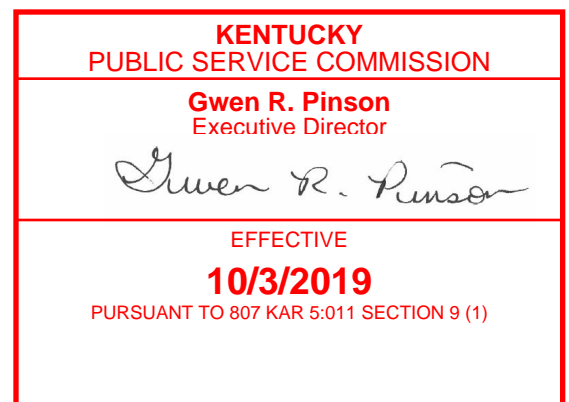 KENTUCKY
PUBLIC SERVICE COMMISSION
Gwen R. Pinson
Executive Director
Gwen R. Pinson
EFFECTIVE
10/3/2019
PURSUANT TO 807 KAR 5:011 SECTION 9 (1)